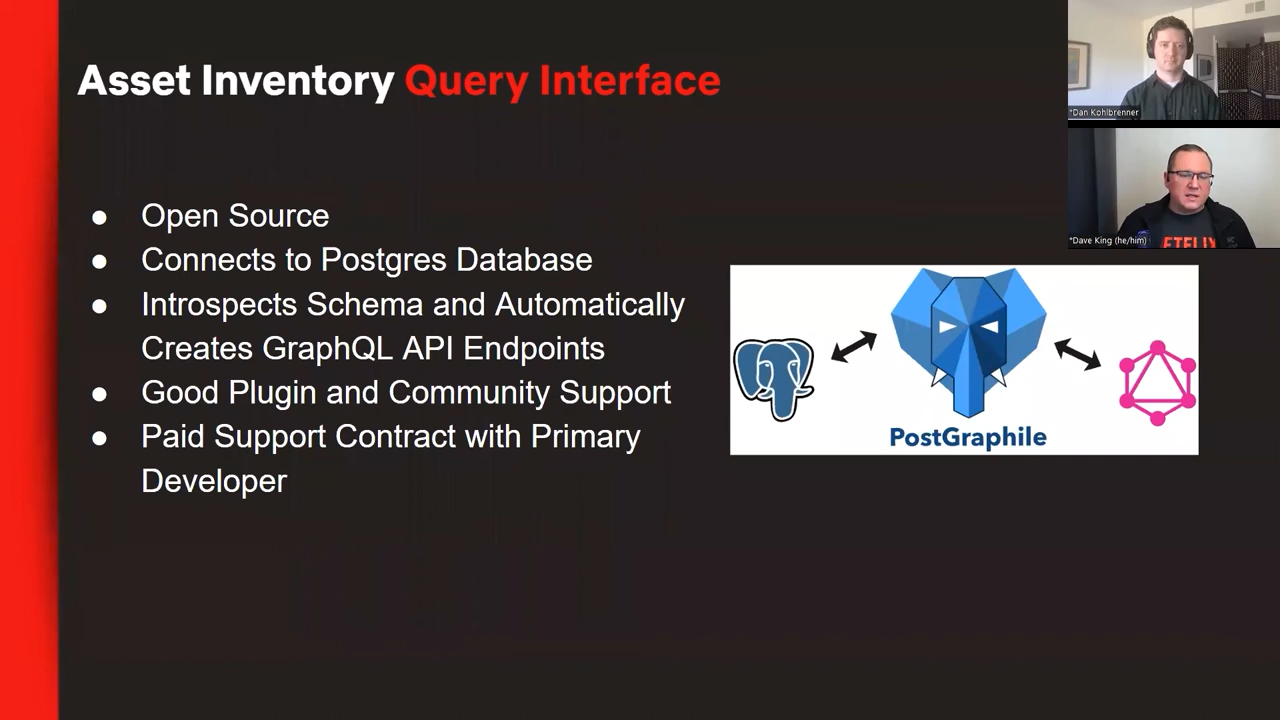 Asset Inventory Query Interface
*Dan Kohlbrenner
*Dave King (he/him)
ETFLIX
● Open Source
● Connects to Postgres Database
● Introspects Schema and Automatically
Creates GraphQL API Endpoints
● Good Plugin and Community Support
● Paid Support Contract with Primary
Developer
PostGraphile